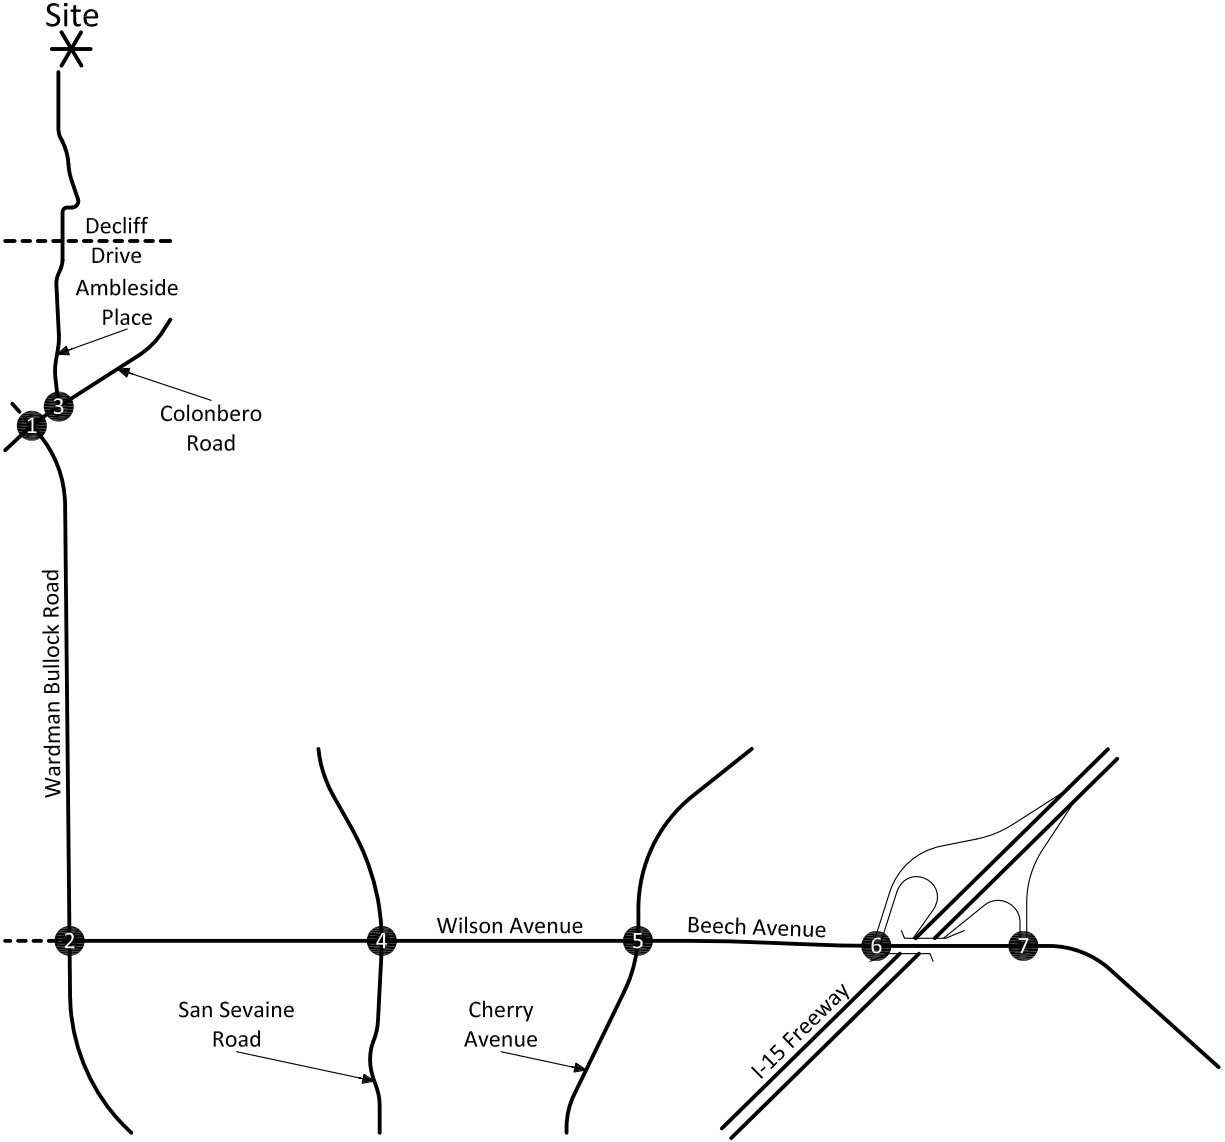 Site
Decliff
Drive
Ambleside
Place
3
1
Colonbero
Road
Wardman Bullock Road
2
4
Wilson Avenue
5
Beech Avenue
6
7
San Sevaine
Road
Cherry
Avenue
I-15 Freeway